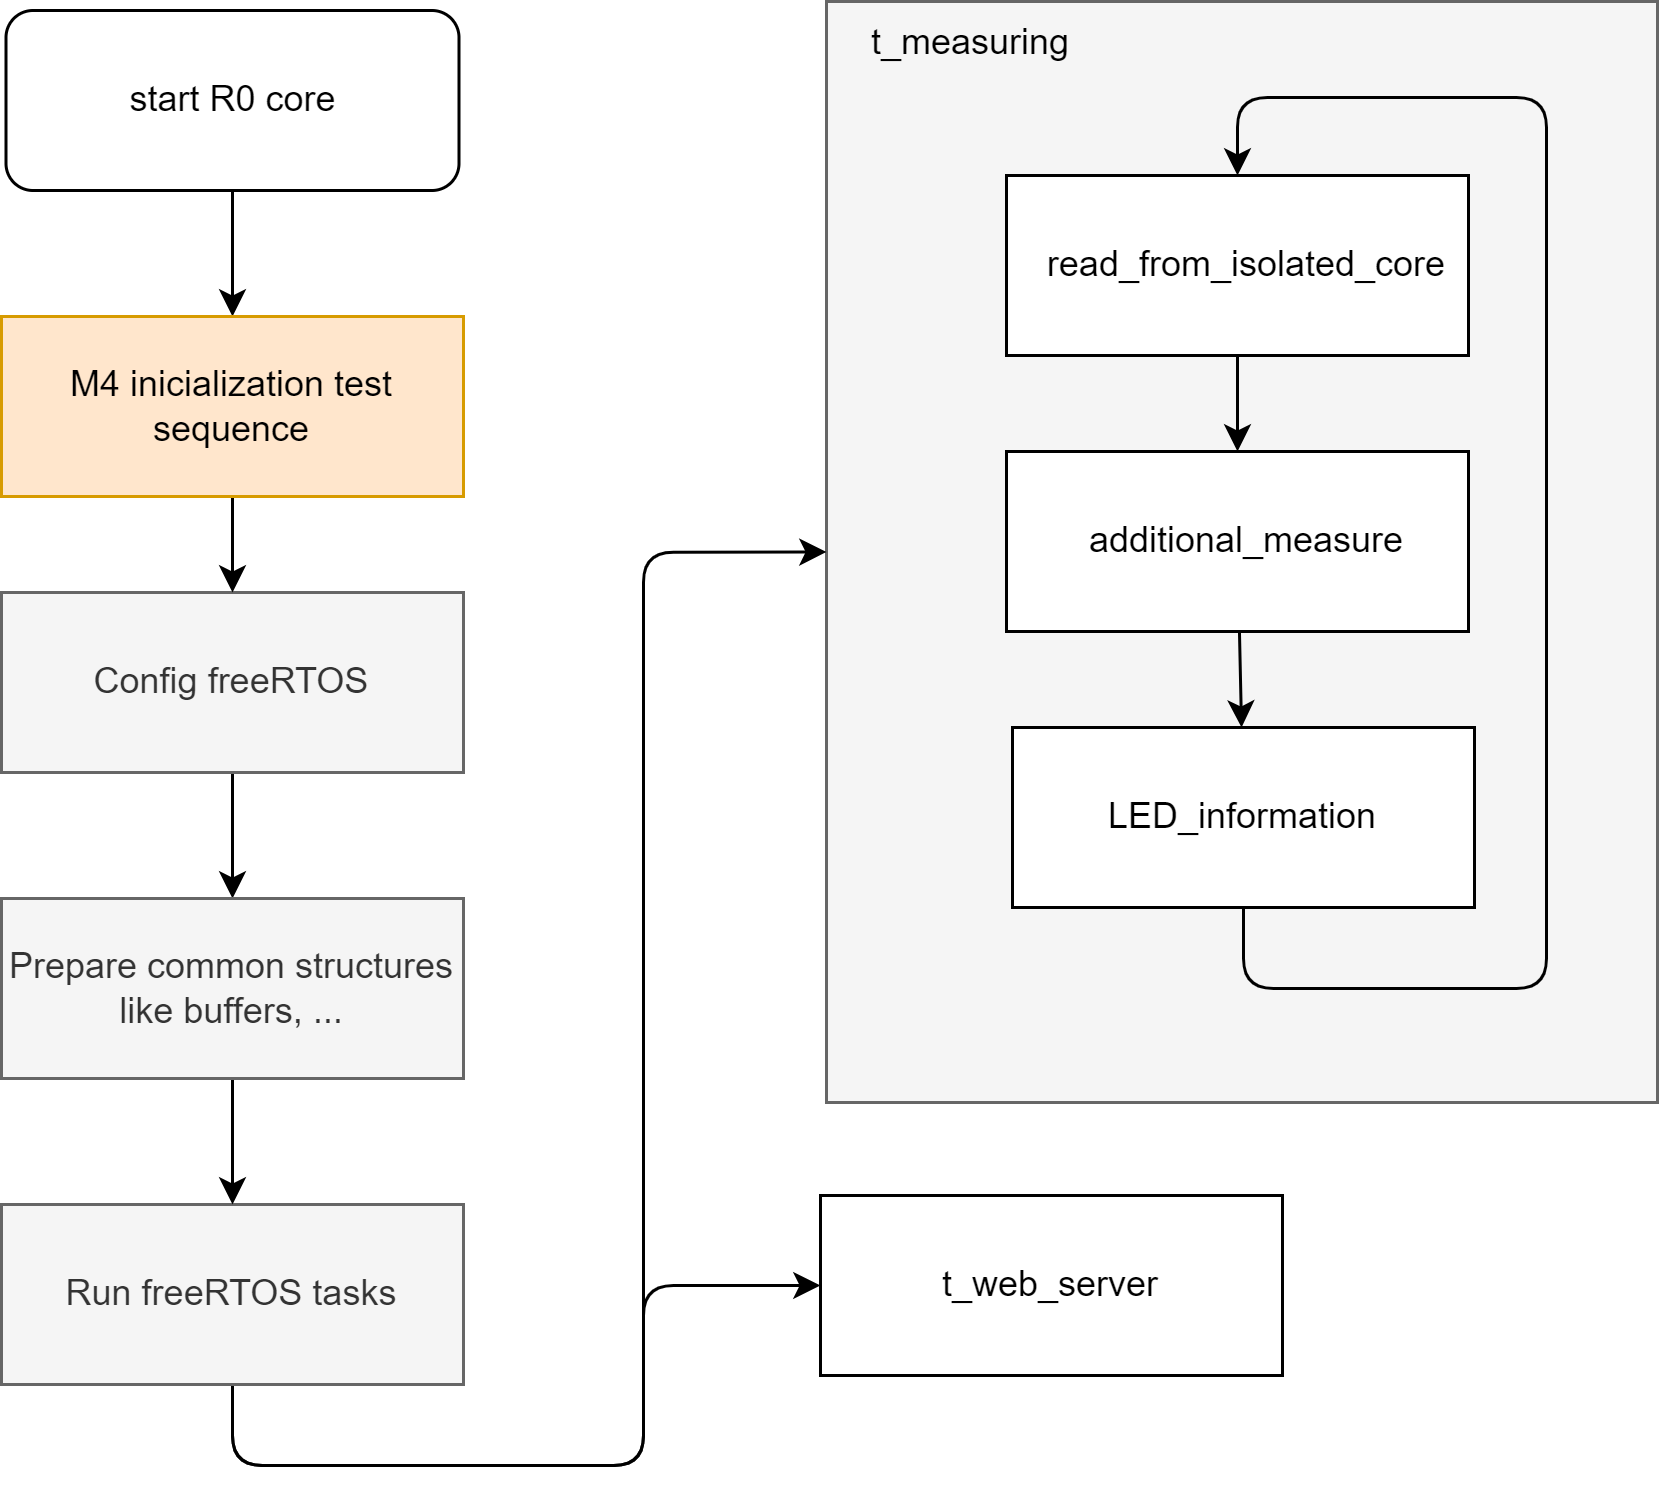 start R0 core
M4 inicialization test
sequence
Config freeRTOS
Prepare common structures
like buffers, ...
Run freeRTOS tasks
t_measuring
read_from_isolated_core
additional_measure
LED_information
t_web_server